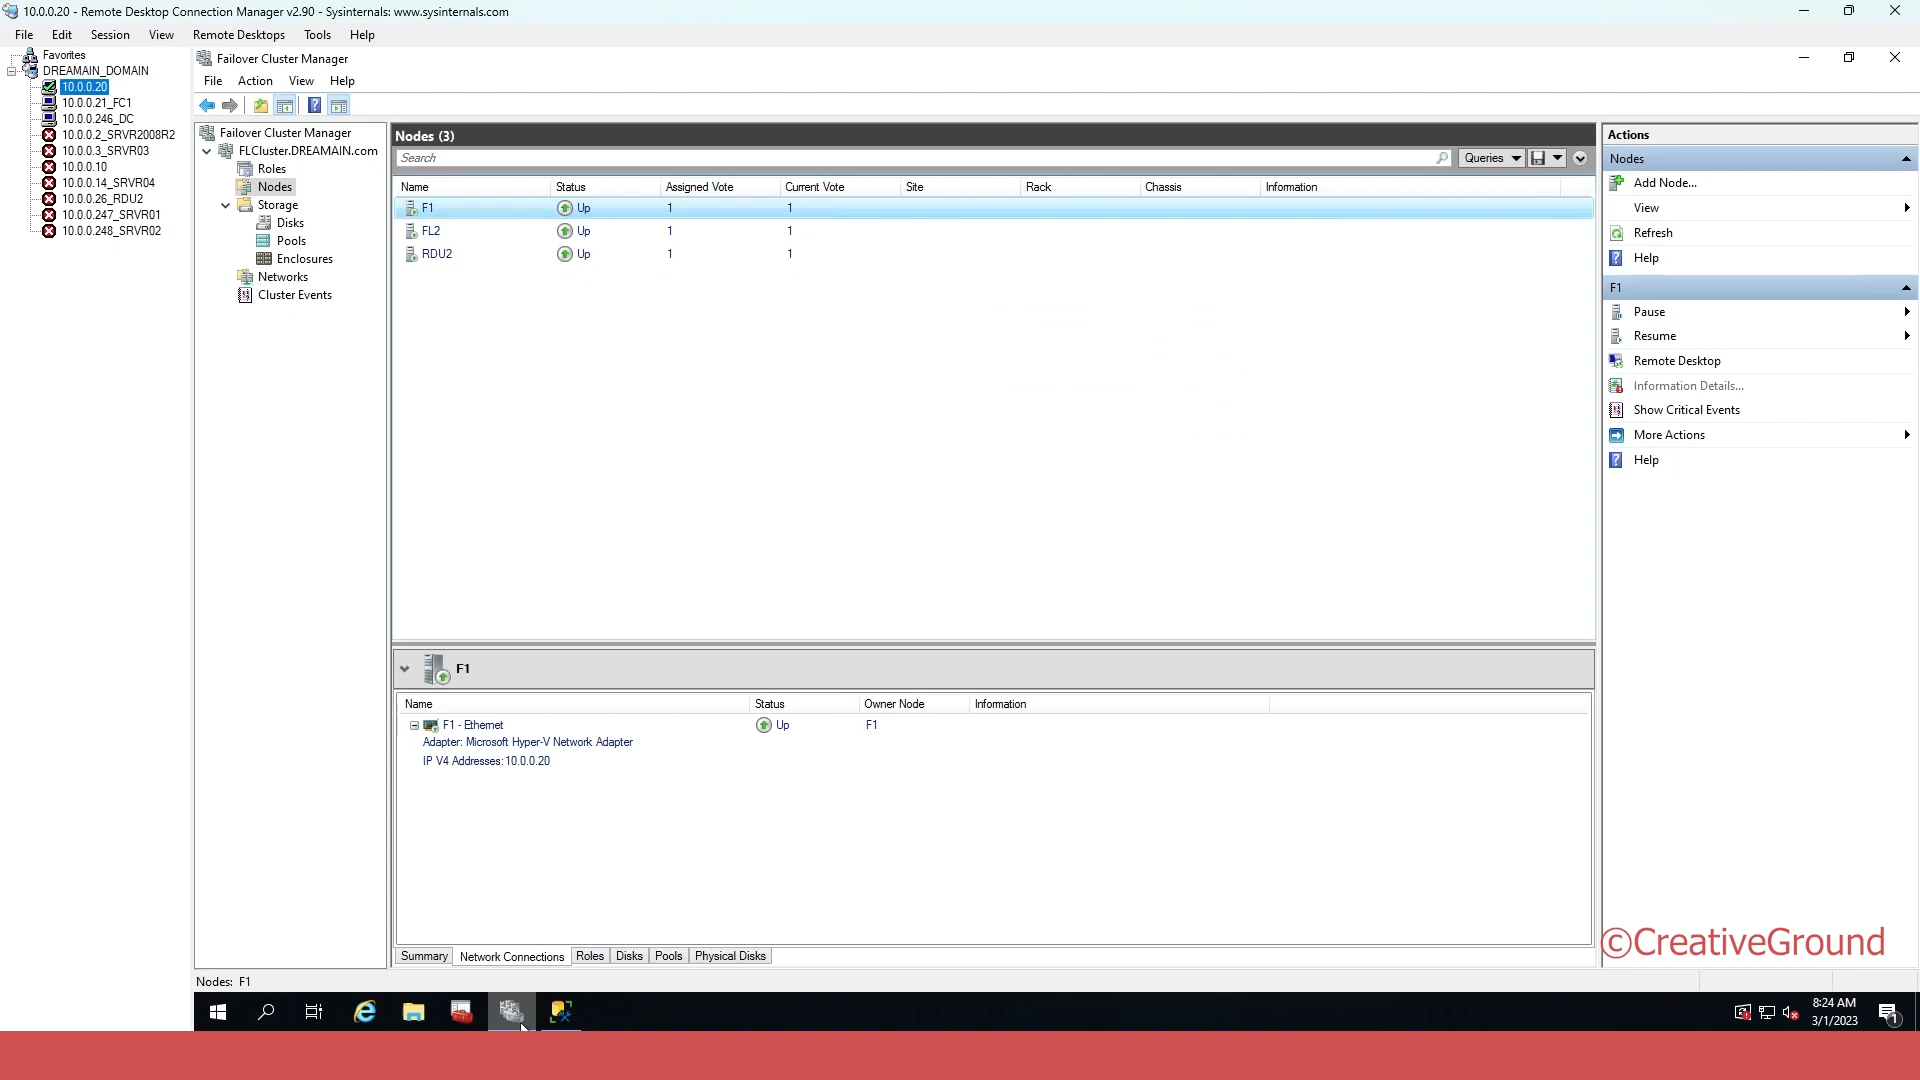 10.0.0.20 - Remote Desktop Connection Manager v2.90 - Sysinternals: www.sysinternals.com
File Edit Session View Remote Desktops Tools Help
Favorites
DREAMAIN_DOMAIN
10.0.0.20
10.0.0.21_FC1
10.0.0.246_DC
10.0.0.2_SRVR2008R2
10.0.0.3_SRVR03
10.0.0.10
10.0.0.14_SRVR04
10.0.0.26_RDU2
10.0.0.247_SRVR01
10.0.0.248_SRVR02
Failover Cluster Manager
File Action View Help
Failover Cluster Manager
FLCluster.DREAMAIN.com
Roles
Nodes
Storage
Disks
Pools
Enclosures
Networks
Cluster Events
Nodes (3)
Search
Queries
Name Status Assigned Vote Current Vote Site Rack Chassis Information
F1 Up 1 1
FL2 Up 1 1
RDU2 Up 1 1
F1
Name Status Owner Node Information
F1 - Ethernet Up F1
Adapter: Microsoft Hyper-V Network Adapter
IP V4 Addresses: 10.0.0.20
Summary Network Connections Roles Disks Pools Physical Disks
Actions
Nodes
Add Node...
View
Refresh
Help
F1
Pause
Resume
Remote Desktop
Information Details...
Show Critical Events
More Actions
Help
©CreativeGround
Nodes: F1
8:24 AM
3/1/2023
1